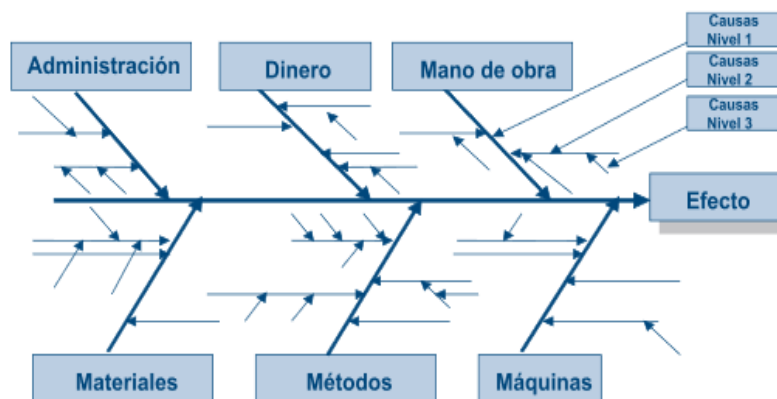 Causas
Nivel 1
Administración
Dinero
Mano de obra
Causas
Nivel 2
Causas
Nivel 3
Efecto
Materiales
Métodos
Máquinas